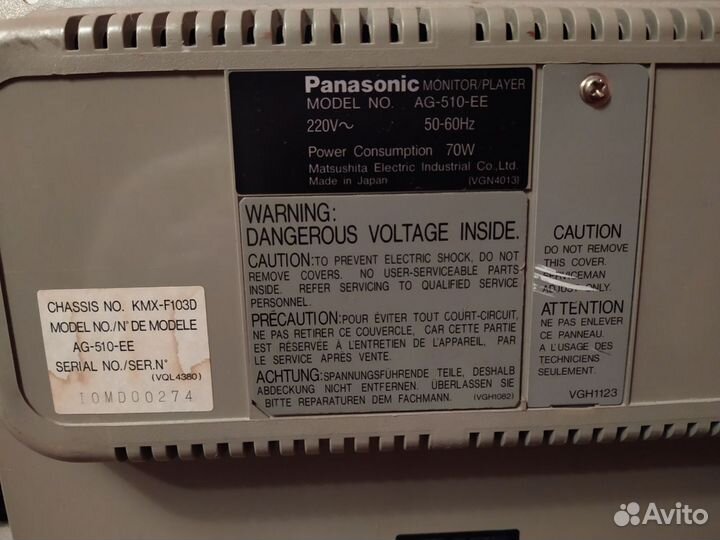 Panasonic MONITOR/PLAYER
MODEL NO. AG-510-EE
220V~ 50-60Hz
Power Consumption 70W
Matsushita Electric Industrial Co.,Ltd.
Made in Japan (VGN4013)
WARNING:
DANGEROUS VOLTAGE INSIDE.
CAUTION:TO PREVENT ELECTRIC SHOCK, DO NOT
REMOVE COVERS. NO USER-SERVICEABLE PARTS
INSIDE. REFER SERVICING TO QUALIFIED SERVICE
PERSONNEL.
PRÉCAUTION:POUR ÉVITER TOUT COURT-CIRCUIT,
NE PAS RETIRER CE COUVERCLE, CAR CETTE PARTIE
EST RÉSERVÉE À L'ENTRETIEN DE L'APPAREIL, PAR
LE SERVICE APRÈS VENTE.
ACHTUNG:SPANNUNGSFÜHRENDE TEILE, DESHALB
ABDECKUNG NICHT ENTFERNEN. ÜBERLASSEN SIE
BITTE REPARATUREN DEM FACHMANN. (VGH1062)
CAUTION
DO NOT REMOVE
THIS COVER.
SERVICEMAN
ADJUST ONLY.
ATTENTION
NE PAS ENLEVER
CE PANNEAU.
A L'USAGE DES
TECHNICIENS
SEULEMENT.
VGH1123
CHASSIS NO. KMX-F103D
MODEL NO./N° DE MODELE
AG-510-EE
SERIAL NO./SER.N°
(VQL4380)
I0MD00274
Avito